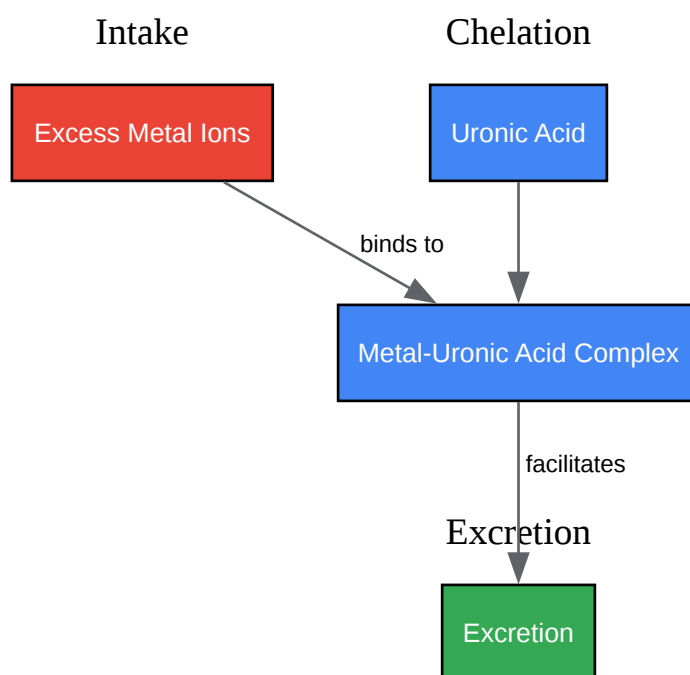 Intake
Chelation
Excess Metal Ions
Uronic Acid
binds to
Metal-Uronic Acid Complex
facilitates
Excretion
Excretion